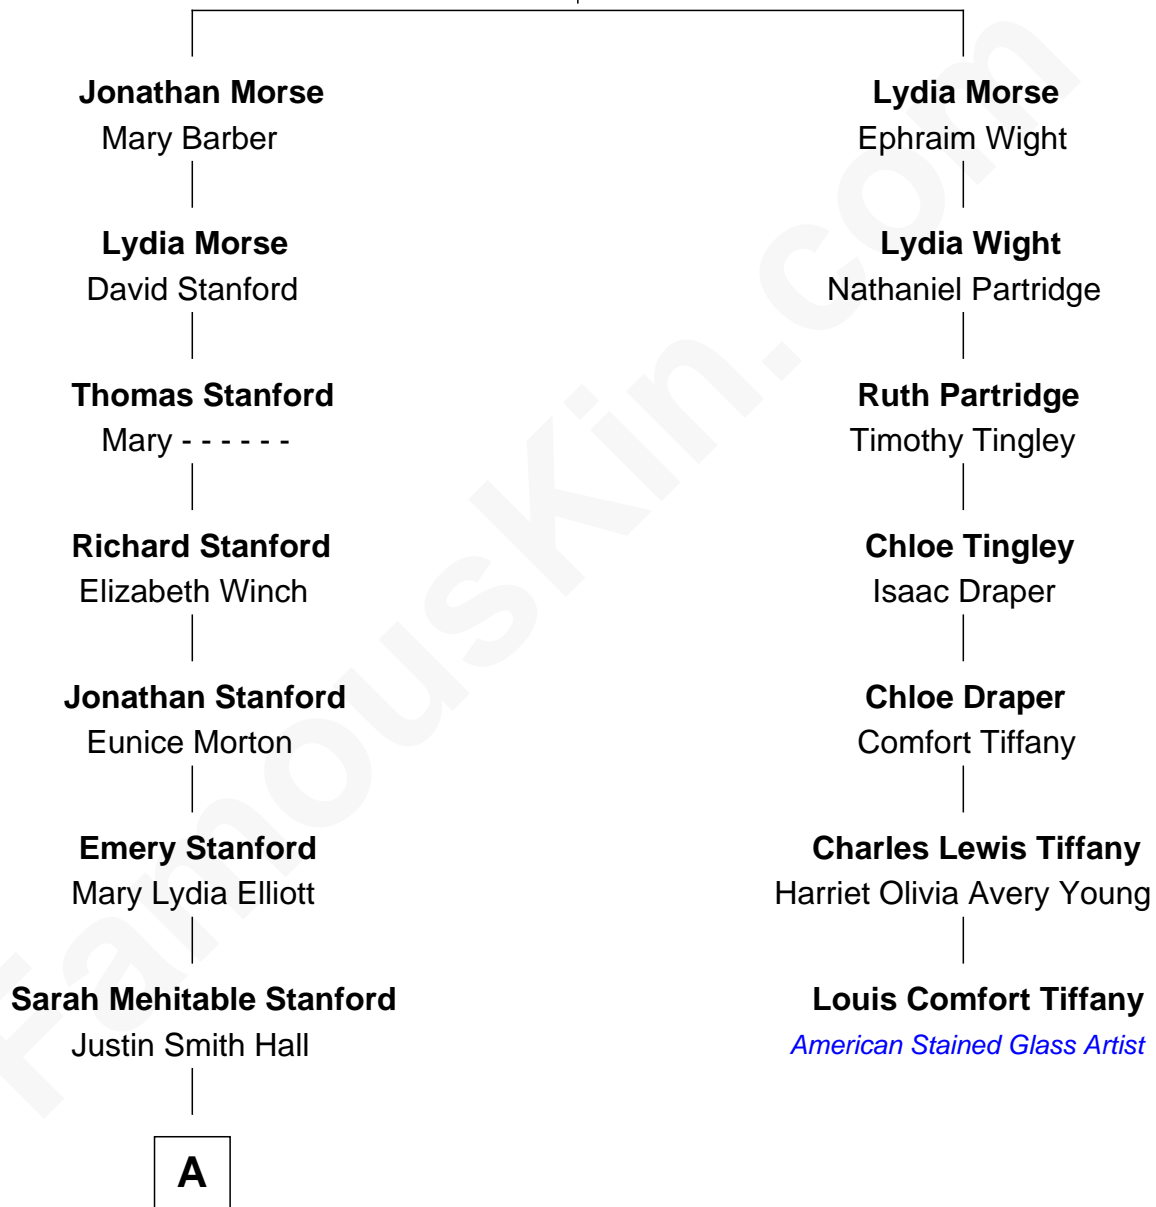 Jonathan Morse
Mary Barber
Lydia Morse
David Stanford
Thomas Stanford
Mary - - - - - -
Richard Stanford
Elizabeth Winch
Jonathan Stanford
Eunice Morton
Emery Stanford
Mary Lydia Elliott
Sarah Mehitable Stanford
Justin Smith Hall
A
Lydia Morse
Ephraim Wight
Lydia Wight
Nathaniel Partridge
Ruth Partridge
Timothy Tingley
Chloe Tingley
Isaac Draper
Chloe Draper
Comfort Tiffany
Charles Lewis Tiffany
Harriet Olivia Avery Young
Louis Comfort Tiffany
American Stained Glass Artist
FamousKin.com